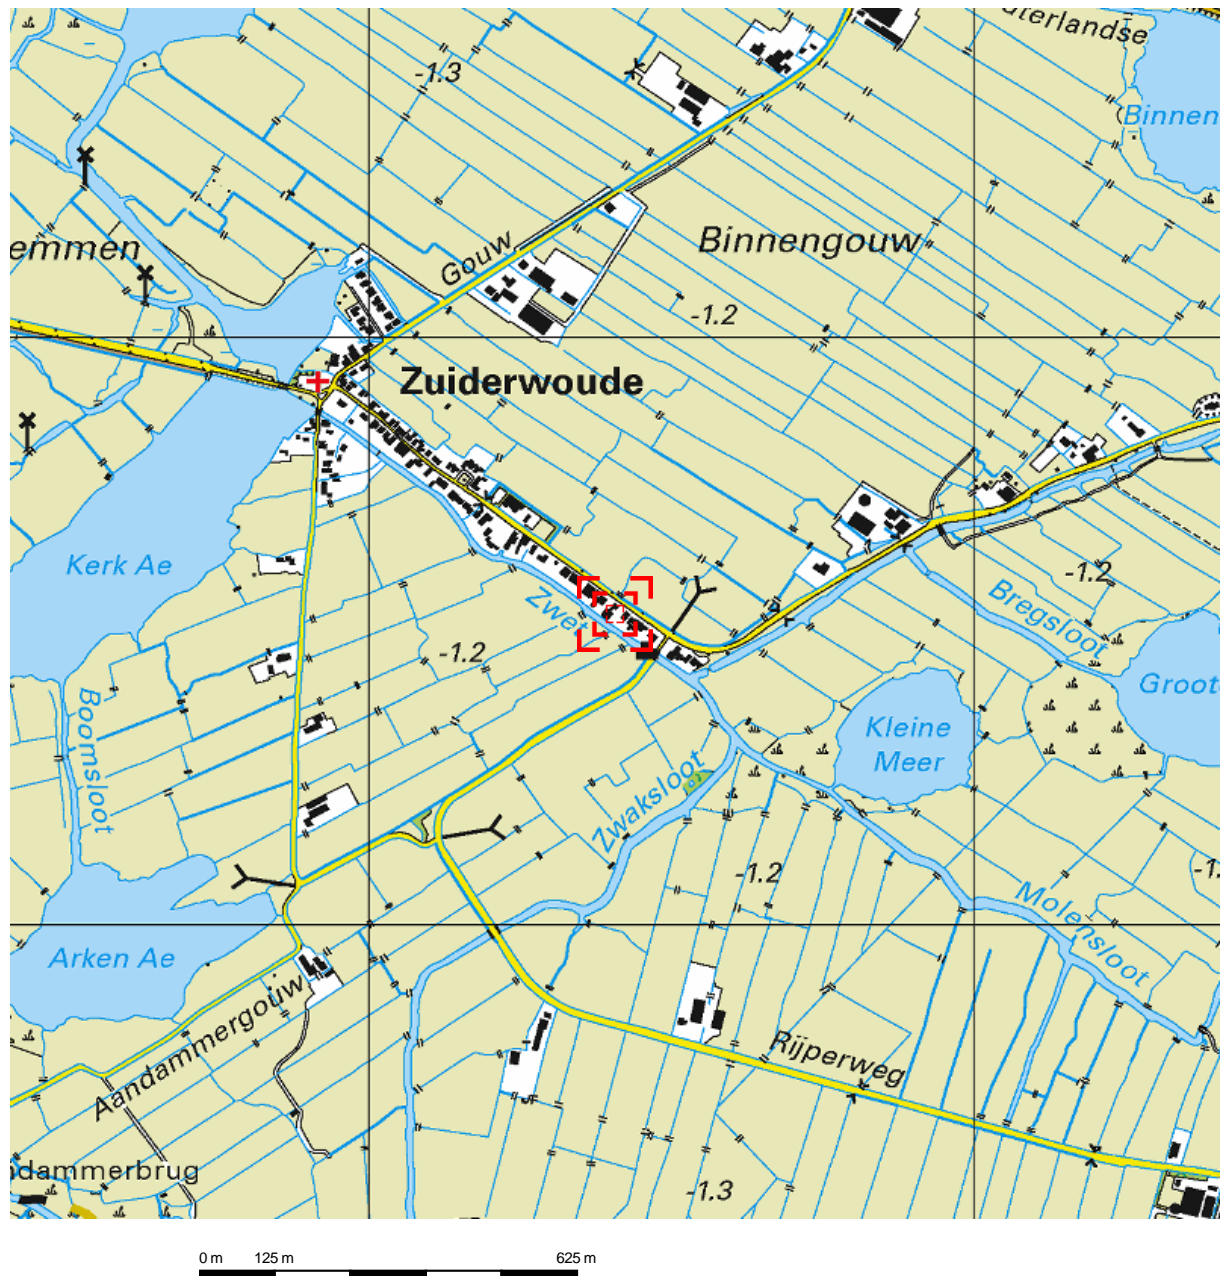 -1.3
Binnen
emmen
Gouw
Binnengouw
-1.2
Zuiderwoude
Kerk Ae
Zwet
-1.2
Bregsloot
-1.2
Groot
Boomsloot
Kleine
Meer
Zwaksloot
-1.2
Molensloot
Arken Ae
Aandammergouw
Rijperweg
dammerbrug
-1.3
0 m 125 m 625 m